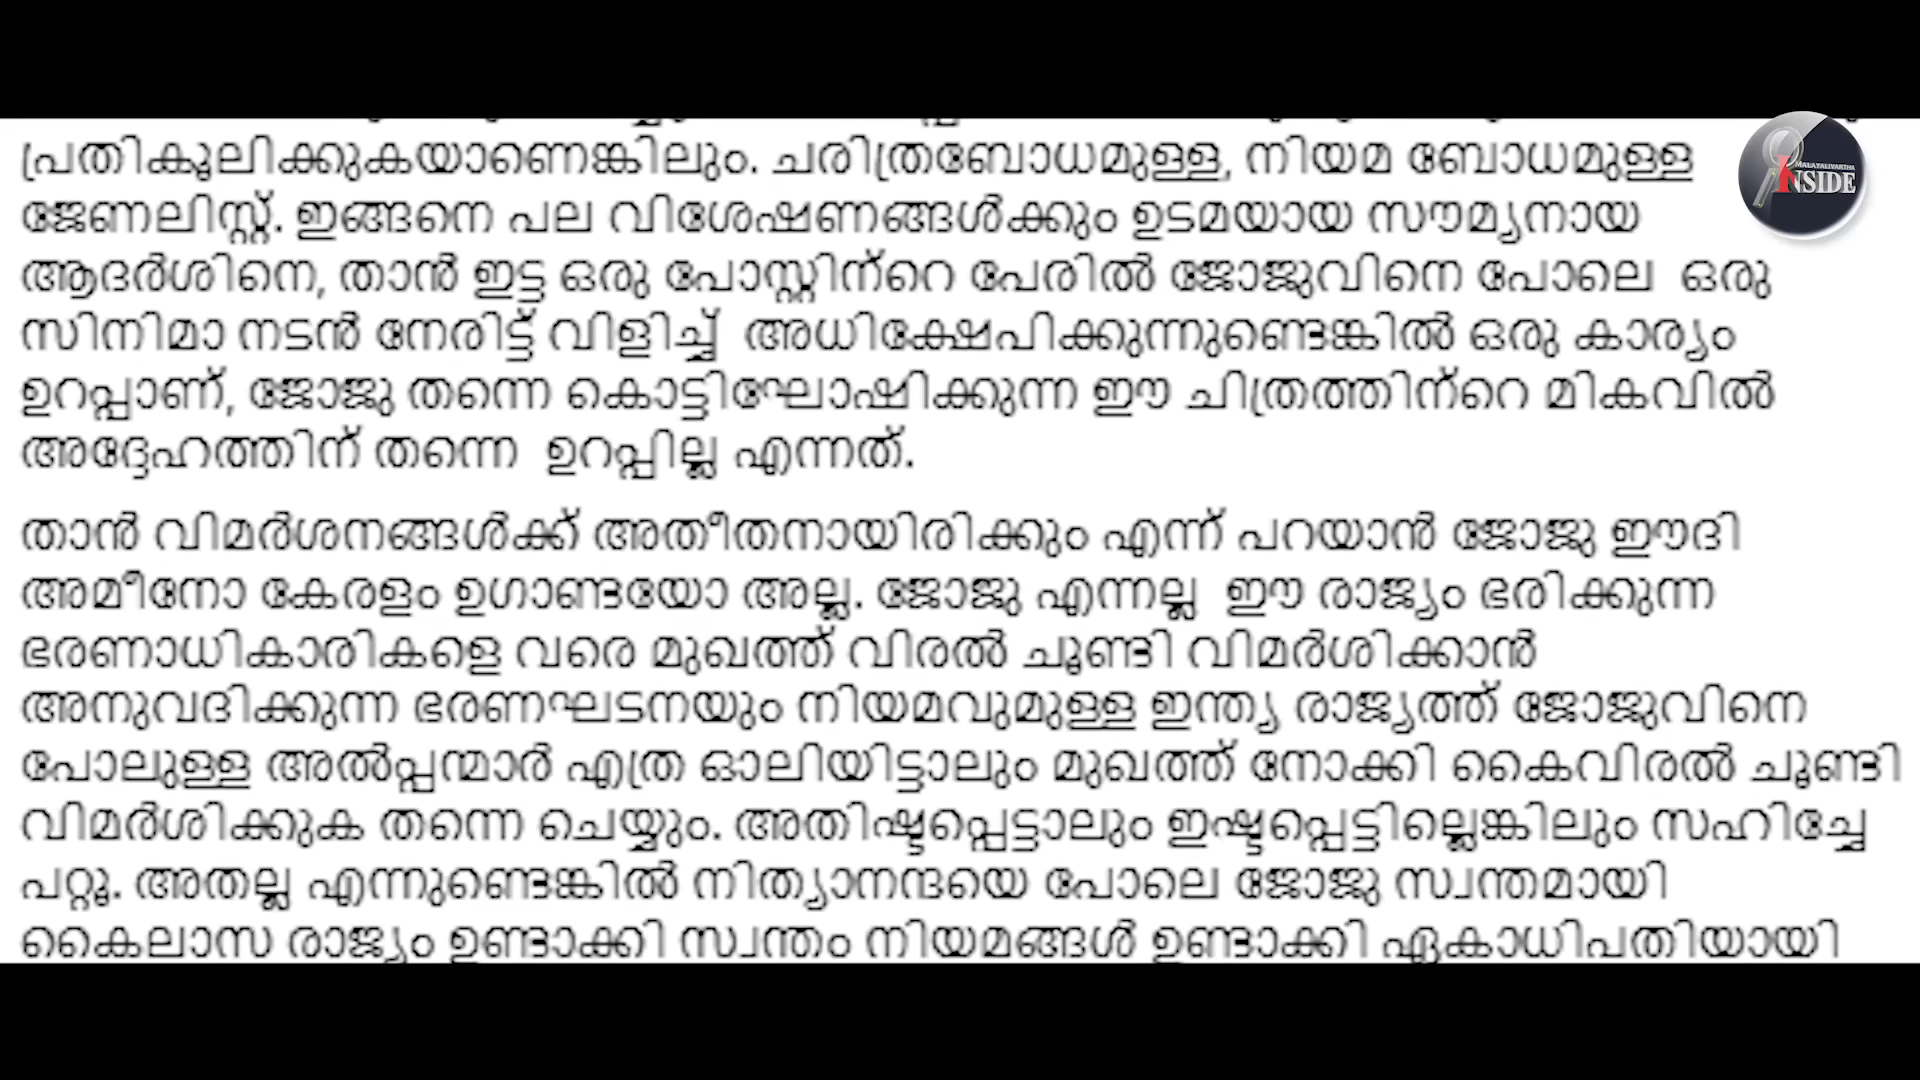 പ്രതികൂലിക്കുകയാണെങ്കിലും. ചരിത്രബോധമുള്ള, നിയമ ബോധമുള്ള
ജേണലിസ്റ്റ്. ഇങ്ങനെ പല വിശേഷണങ്ങൾക്കും ഉടമയായ സൗമ്യനായ
ആദർശിനെ, താൻ ഇട്ട ഒരു പോസ്റ്റിന്റെ പേരിൽ ജോജുവിനെ പോലെ ഒരു
സിനിമാ നടൻ നേരിട്ട് വിളിച്ച് അധിക്ഷേപിക്കുന്നുണ്ടെങ്കിൽ ഒരു കാര്യം
ഉറപ്പാണ്, ജോജു തന്നെ കൊട്ടിഘോഷിക്കുന്ന ഈ ചിത്രത്തിന്റെ മികവിൽ
അദ്ദേഹത്തിന് തന്നെ ഉറപ്പില്ല എന്നത്.
താൻ വിമർശനങ്ങൾക്ക് അതീതനായിരിക്കും എന്ന് പറയാൻ ജോജു ഈദി
അമീനോ കേരളം ഉഗാണ്ടയോ അല്ല. ജോജു എന്നല്ല ഈ രാജ്യം ഭരിക്കുന്ന
ഭരണാധികാരികളെ വരെ മുഖത്ത് വിരൽ ചൂണ്ടി വിമർശിക്കാൻ
അനുവദിക്കുന്ന ഭരണഘടനയും നിയമവുമുള്ള ഇന്ത്യ രാജ്യത്ത് ജോജുവിനെ
പോലുള്ള അൽപ്പന്മാർ എത്ര ഓലിയിട്ടാലും മുഖത്ത് നോക്കി കൈവിരൽ ചൂണ്ടി
വിമർശിക്കുക തന്നെ ചെയ്യും. അതിഷ്ടപ്പെട്ടാലും ഇഷ്ടപ്പെട്ടില്ലെങ്കിലും സഹിച്ചേ
പറ്റൂ. അതല്ല എന്നുണ്ടെങ്കിൽ നിത്യാനന്ദയെ പോലെ ജോജു സ്വന്തമായി
കൈലാസ രാജ്യം ഉണ്ടാക്കി സ്വന്തം നിയമങ്ങൾ ഉണ്ടാക്കി ഏകാധിപതിയായി
MALAYALIVARTHA
INSIDE